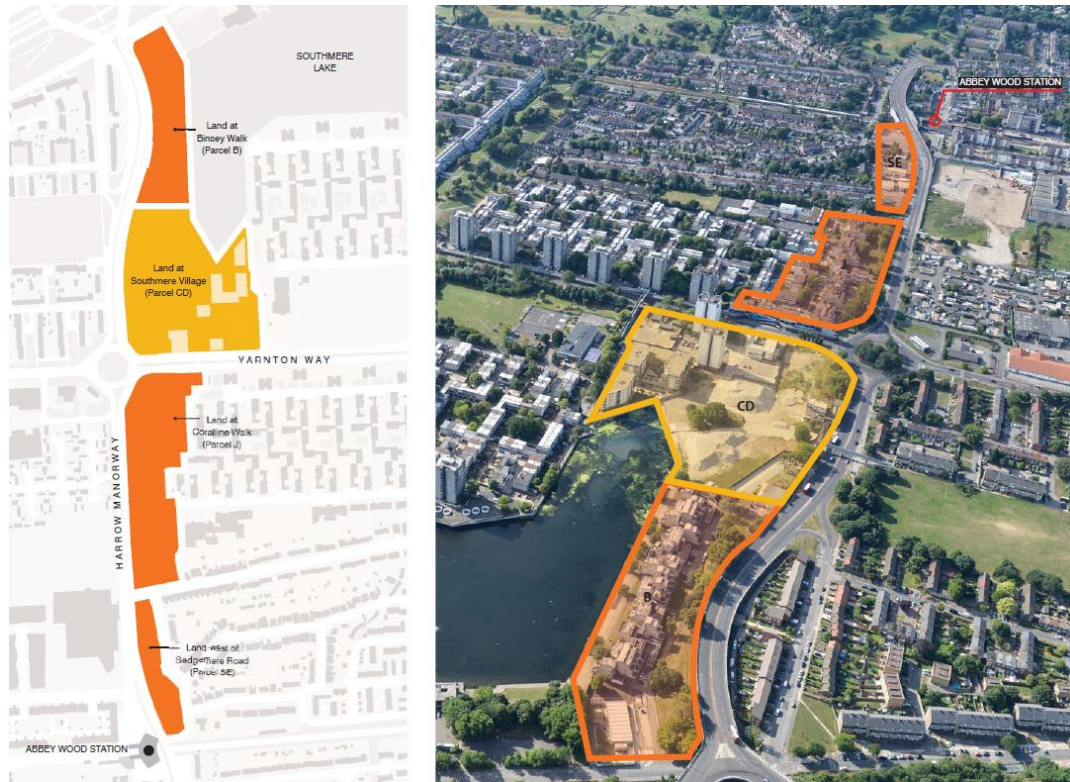 SOUTHMERE
LAKE
Land at
Binsey Walk
(Parcel B)
Land at
Southmere Village
(Parcel CD)
YARNTON WAY
Land at
Coralline Walk
(Parcel J)
HARROW MANORWAY
Land west of
Sedgemere Road
(Parcel SE)
ABBEY WOOD STATION
ABBEY WOOD STATION
SE
CD
B